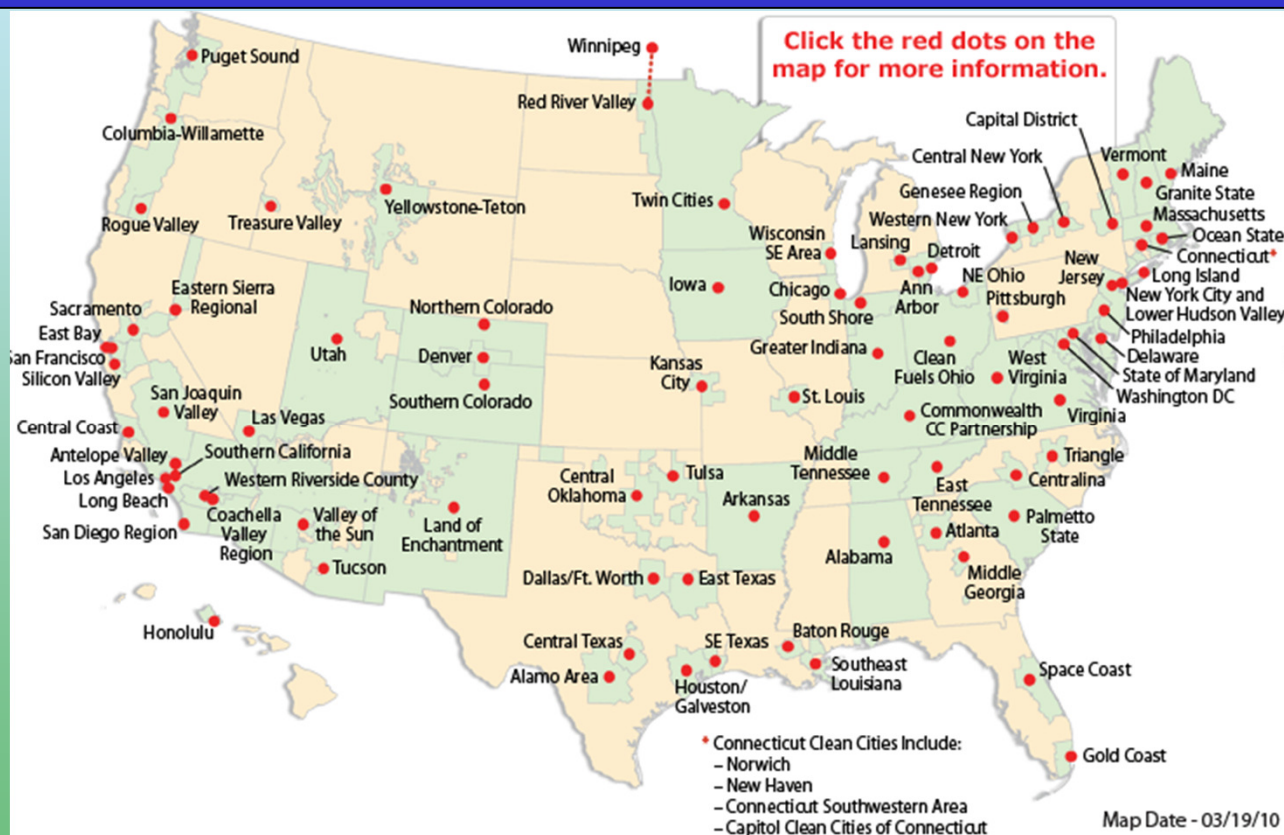 Click the red dots on the
map for more information.
Puget Sound
Winnipeg
Red River Valley
Columbia-Willamette
Capital District
Central New York
Vermont
Maine
Genesee Region
Granite State
Rogue Valley
Treasure Valley
Yellowstone-Teton
Twin Cities
Western New York
Massachusetts
Wisconsin
SE Area
Lansing
Detroit
Ocean State
Connecticut*
Eastern Sierra
Regional
Iowa
Chicago
Ann
Arbor
NE Ohio
New
Jersey
Long Island
Sacramento
Northern Colorado
South Shore
Pittsburgh
New York City and
Lower Hudson Valley
East Bay
San Francisco
Silicon Valley
Utah
Denver
Kansas
City
Greater Indiana
Clean
Fuels Ohio
West
Virginia
Philadelphia
Delaware
State of Maryland
Washington DC
San Joaquin
Valley
Southern Colorado
St. Louis
Commonwealth
CC Partnership
Virginia
Central Coast
Las Vegas
Antelope Valley
Southern California
Middle
Tennessee
Triangle
Los Angeles
Western Riverside County
Central
Oklahoma
Tulsa
Arkansas
East
Tennessee
Centralina
Long Beach
San Diego Region
Coachella
Valley
Region
Valley of
the Sun
Land of
Enchantment
Atlanta
Palmetto
State
Tucson
Dallas/Ft. Worth
East Texas
Alabama
Middle
Georgia
Honolulu
Central Texas
SE Texas
Baton Rouge
Alamo Area
Houston/
Galveston
Southeast
Louisiana
Space Coast
Gold Coast
* Connecticut Clean Cities Include:
– Norwich
– New Haven
– Connecticut Southwestern Area
– Capitol Clean Cities of Connecticut
Map Date - 03/19/10